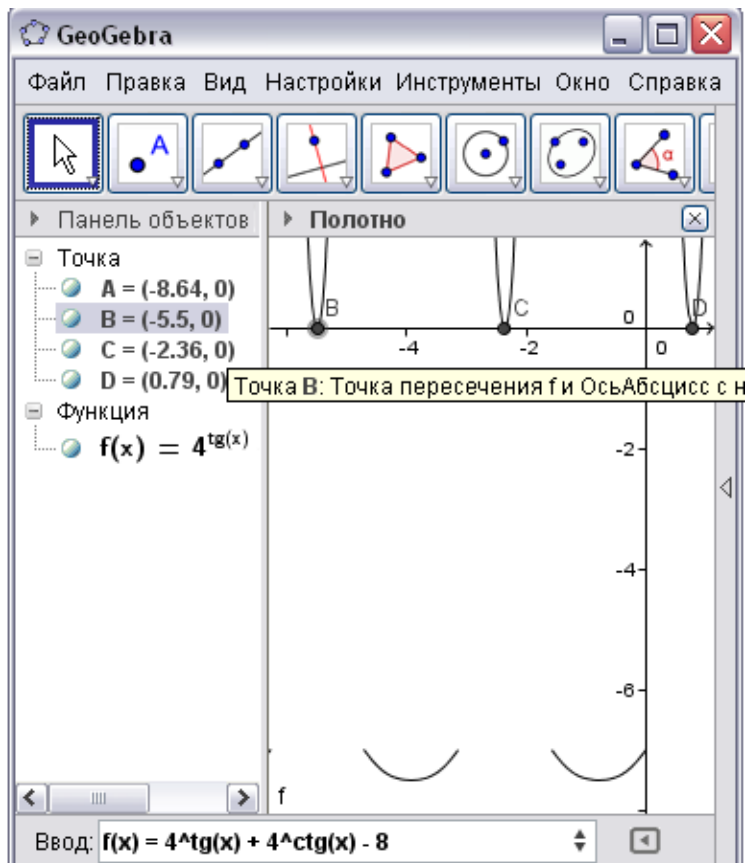 GeoGebra
Файл Правка Вид Настройки Инструменты Окно Справка
A
α
Панель объектов
Полотно
Точка
A = (-8.64, 0)
B = (-5.5, 0)
C = (-2.36, 0)
D = (0.79, 0)
Функция
f(x) = 4^tg(x)
B
C
D
0
-4
-2
0
Точка B: Точка пересечения f и ОсьАбсцисс с н
-2
-4
-6
f
Ввод: f(x) = 4^tg(x) + 4^ctg(x) - 8